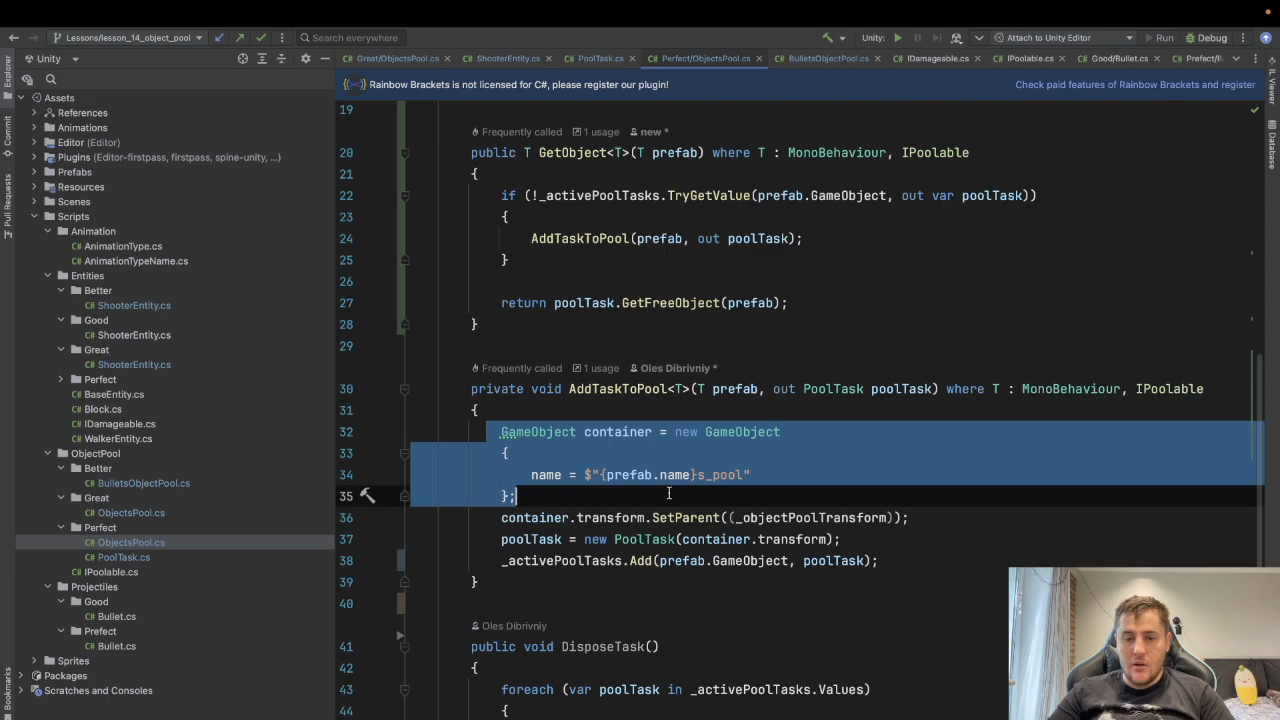 Lessons/lesson_14_object_pool
Search everywhere
Unity:
Attach to Unity Editor
Run
Debug
Unity
Great/ObjectsPool.cs
ShooterEntity.cs
PoolTask.cs
Perfect/ObjectsPool.cs
BulletsObjectPool.cs
IDamageable.cs
IPoolable.cs
Good/Bullet.cs
Prefect/B
Rainbow Brackets is not licensed for C#, please register our plugin!
Check paid features of Rainbow Brackets and register
Explorer
Commit
Pull Requests
Bookmarks
IL Viewer
Database
Assets
References
Animations
Editor (Editor)
Plugins (Editor-firstpass, firstpass, spine-unity, ...)
Prefabs
Resources
Scenes
Scripts
Animation
C# AnimationType.cs
C# AnimationTypeName.cs
Entities
Better
C# ShooterEntity.cs
Good
C# ShooterEntity.cs
Great
C# ShooterEntity.cs
Perfect
C# BaseEntity.cs
C# Block.cs
C# IDamageable.cs
C# WalkerEntity.cs
ObjectPool
Better
C# BulletsObjectPool.cs
Great
C# ObjectsPool.cs
Perfect
C# ObjectsPool.cs
C# PoolTask.cs
C# IPoolable.cs
Projectiles
Good
C# Bullet.cs
Prefect
C# Bullet.cs
Sprites
Packages
Scratches and Consoles
19
Frequently called 1 usage new *
20 public T GetObject<T>(T prefab) where T : MonoBehaviour, IPoolable
21 {
22 if (!_activePoolTasks.TryGetValue(prefab.GameObject, out var poolTask))
23 {
24 AddTaskToPool(prefab, out poolTask);
25 }
26
27 return poolTask.GetFreeObject(prefab);
28 }
29
Frequently called 1 usage Oles Dibrivniy *
30 private void AddTaskToPool<T>(T prefab, out PoolTask poolTask) where T : MonoBehaviour, IPoolable
31 {
32 GameObject container = new GameObject
33 {
34 name = $"{prefab.name}s_pool"
35 };
36 container.transform.SetParent((_objectPoolTransform));
37 poolTask = new PoolTask(container.transform);
38 _activePoolTasks.Add(prefab.GameObject, poolTask);
39 }
40
Oles Dibrivniy
41 public void DisposeTask()
42 {
43 foreach (var poolTask in _activePoolTasks.Values)
44 {